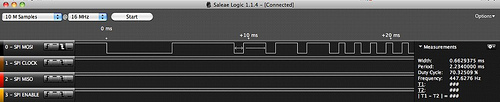 Saleae Logic 1.1.4 - [Connected]
10 M Samples @ 16 MHz Start Options
0 ms +10 ms +20 ms
0 - SPI MOSI
1 - SPI CLOCK
2 - SPI MISO
3 - SPI ENABLE
Measurements
Width: 0.6629375 ms
Period: 2.2340000 ms
Duty Cycle: 70.32509 %
Frequency: 447.6276 Hz
T1: ###
T2: ###
| T1 - T2 | = ###